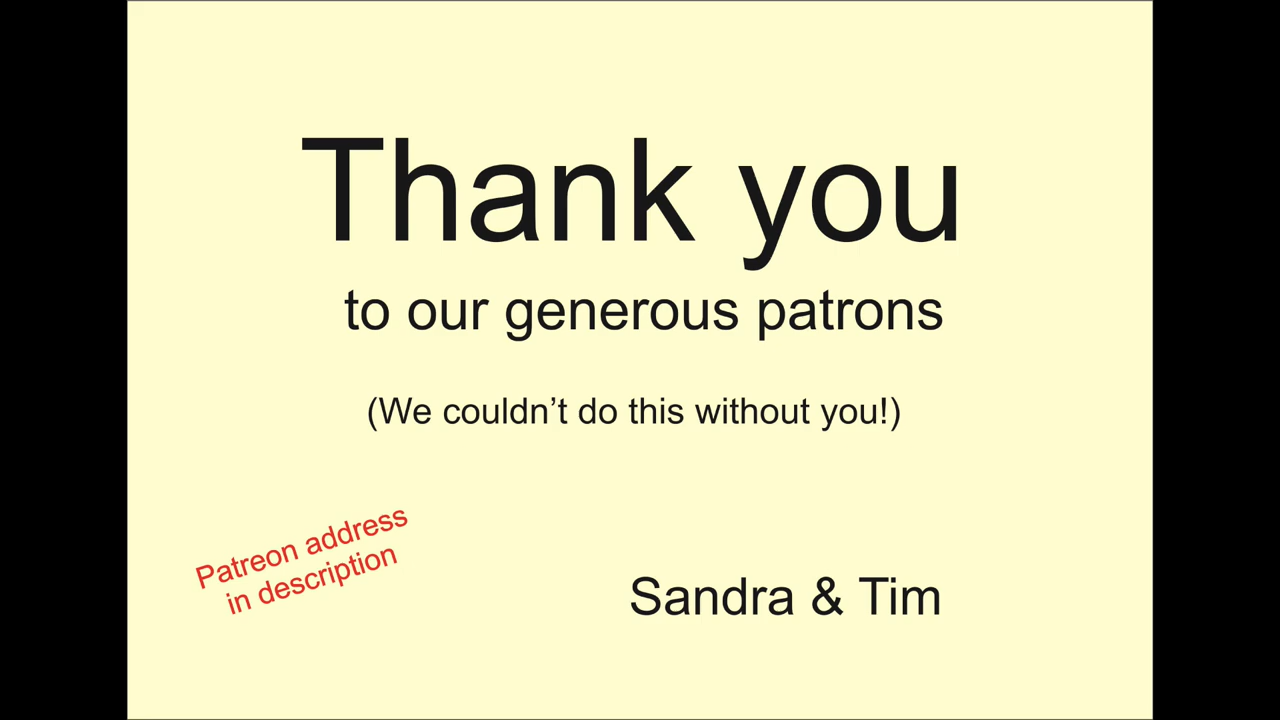 Thank you
to our generous patrons
(We couldn’t do this without you!)
Patreon address
in description
Sandra & Tim